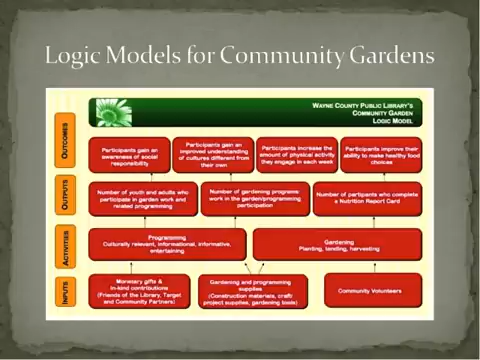 Logic Models for Community Gardens
WAYNE COUNTY PUBLIC LIBRARY'S
COMMUNITY GARDEN
LOGIC MODEL
OUTCOMES
Participants gain an
awareness of social
responsibility
Participants gain an
improved understanding
of cultures different from
their own
Participants increase the
amount of physical activity
they engage in each week
Participants improve their
ability to make healthy food
choices
OUTPUTS
Number of youth and adults who
participate in garden work and
related programming
Number of gardening programs
work in the garden/programming
participation
Number of partipants who complete
a Nutrition Report Card
ACTIVITIES
Programming
Culturally relevant, informational, informative,
entertaining
Gardening
Planting, tending, harvesting
INPUTS
Monetary gifts &
in-kind contributions
(Friends of the Library, Target
and Community Partners)
Gardening and programming
supplies
(Construction materials, craft/
project supplies, gardening tools)
Community Volunteers